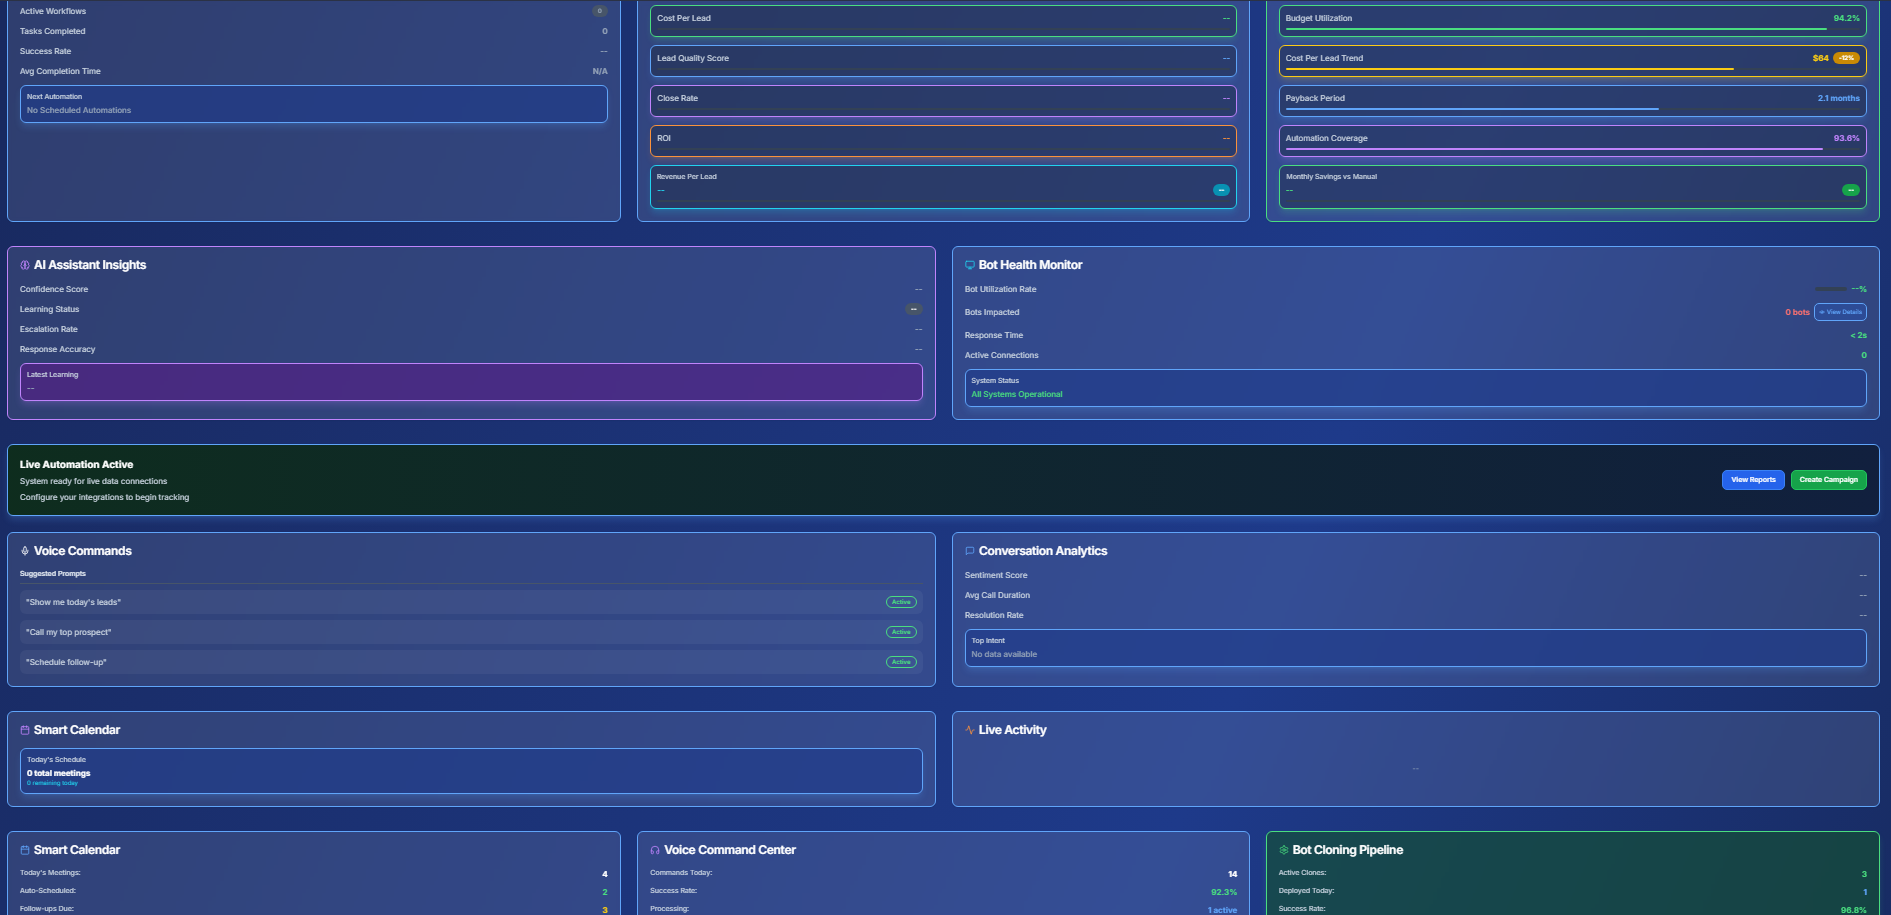 Active Workflows 0
Tasks Completed 0
Success Rate --
Avg Completion Time N/A
Next Automation
No Scheduled Automations
Cost Per Lead --
Lead Quality Score --
Close Rate --
ROI --
Revenue Per Lead
-- --
Budget Utilization 94.2%
Cost Per Lead Trend $64 -12%
Payback Period 2.1 months
Automation Coverage 93.6%
Monthly Savings vs Manual
-- --
AI Assistant Insights
Confidence Score --
Learning Status --
Escalation Rate --
Response Accuracy --
Latest Learning
--
Bot Health Monitor
Bot Utilization Rate --%
Bots Impacted 0 bots View Details
Response Time < 2s
Active Connections 0
System Status
All Systems Operational
Live Automation Active
System ready for live data connections
Configure your integrations to begin tracking
View Reports Create Campaign
Voice Commands
Suggested Prompts
"Show me today's leads" Active
"Call my top prospect" Active
"Schedule follow-up" Active
Conversation Analytics
Sentiment Score --
Avg Call Duration --
Resolution Rate --
Top Intent
No data available
Smart Calendar
Today's Schedule
0 total meetings
0 remaining today
Live Activity
--
Smart Calendar
Today's Meetings: 4
Auto-Scheduled: 2
Follow-ups Due: 3
Voice Command Center
Commands Today: 14
Success Rate: 92.3%
Processing: 1 active
Bot Cloning Pipeline
Active Clones: 3
Deployed Today: 1
Success Rate: 96.8%